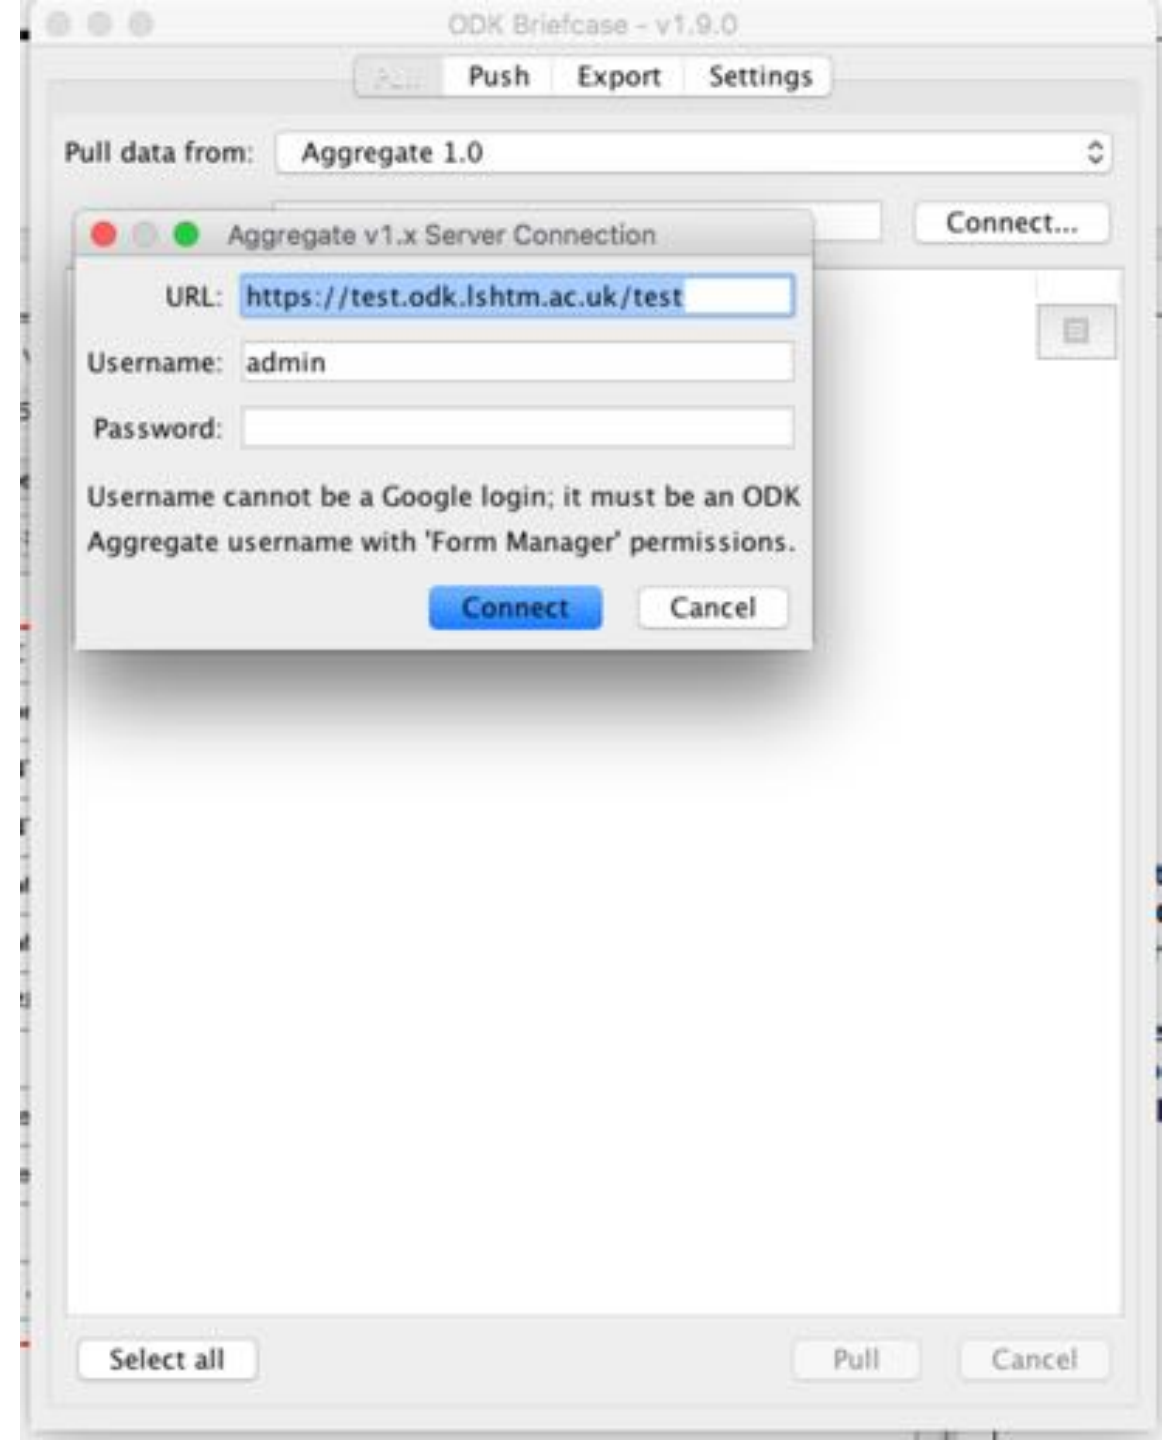 ODK Briefcase - v1.9.0
Push Export Settings
Pull data from: Aggregate 1.0
Connect...
Aggregate v1.x Server Connection
URL: https://test.odk.lshtm.ac.uk/test
Username: admin
Password:
Username cannot be a Google login; it must be an ODK
Aggregate username with 'Form Manager' permissions.
Connect Cancel
Select all Pull Cancel